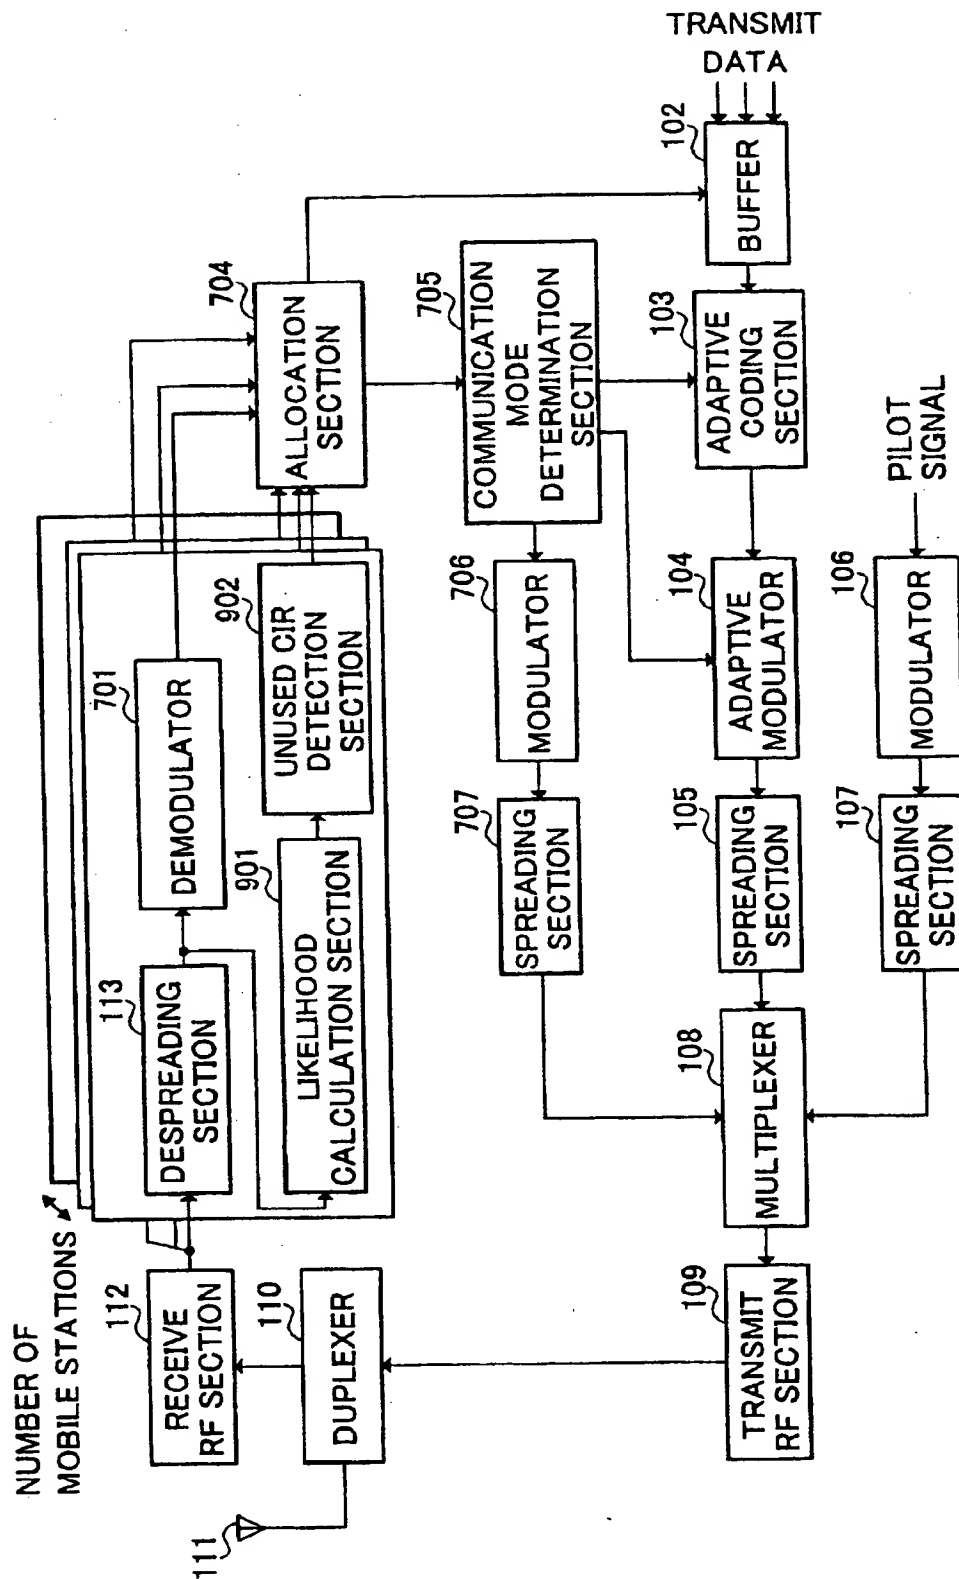 NUMBER OF
MOBILE STATIONS
111
112
RECEIVE
RF SECTION
110
DUPLEXER
109
TRANSMIT
RF SECTION
113
DESPREADING
SECTION
701
DEMODULATOR
901
LIKELIHOOD
CALCULATION SECTION
902
UNUSED CIR
DETECTION
SECTION
704
ALLOCATION
SECTION
705
COMMUNICATION
MODE
DETERMINATION
SECTION
706
MODULATOR
707
SPREADING
SECTION
TRANSMIT
DATA
102
BUFFER
103
ADAPTIVE
CODING
SECTION
104
ADAPTIVE
MODULATOR
105
SPREADING
SECTION
108
MULTIPLEXER
PILOT
SIGNAL
106
MODULATOR
107
SPREADING
SECTION